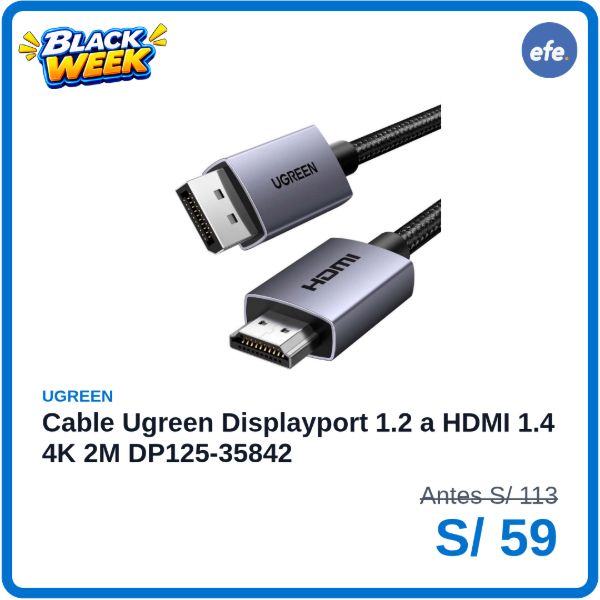 BLACK
WEEK
efe.
UGREEN
HDMI
UGREEN
Cable Ugreen Displayport 1.2 a HDMI 1.4
4K 2M DP125-35842
Antes S/ 113
S/ 59